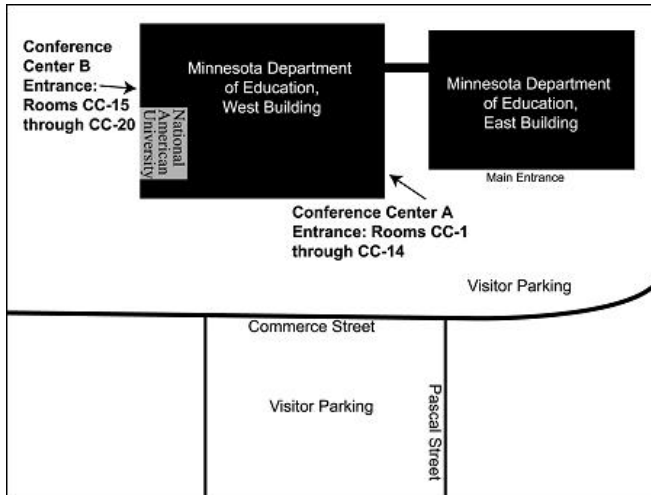 Conference
Center B
Entrance:
Rooms CC-15
through CC-20
Minnesota Department
of Education,
West Building
National
American
University
Minnesota Department
of Education,
East Building
Main Entrance
Conference Center A
Entrance: Rooms CC-1
through CC-14
Visitor Parking
Commerce Street
Visitor Parking
Pascal Street